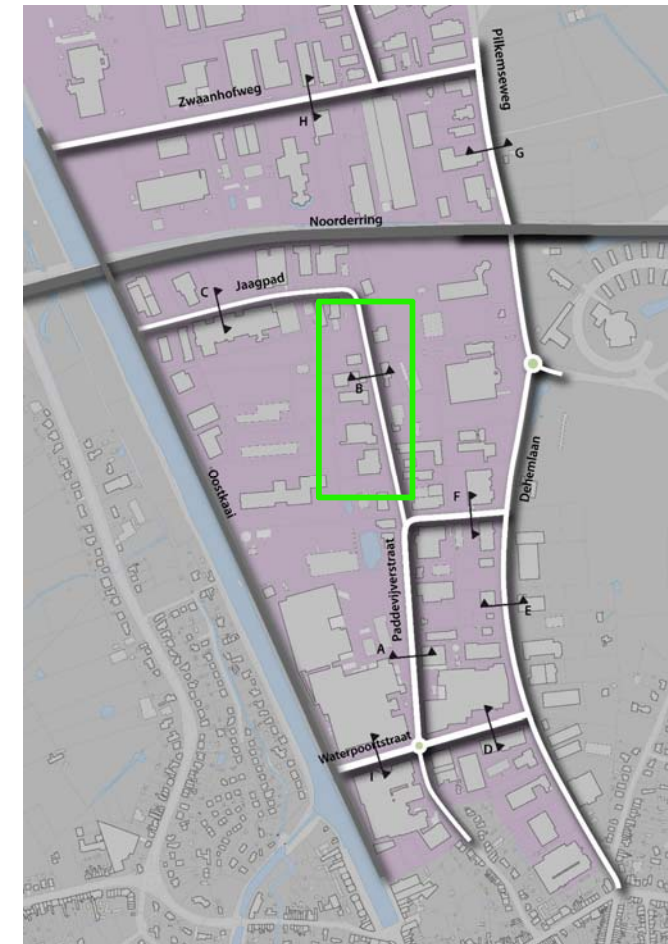 Pilkemseweg
Zwaanhofweg
H
G
Noorderring
Jaagpad
C
B
Oostkaai
Dehemlaan
F
Paddevijverstraat
E
A
Waterpoortstraat
D
I